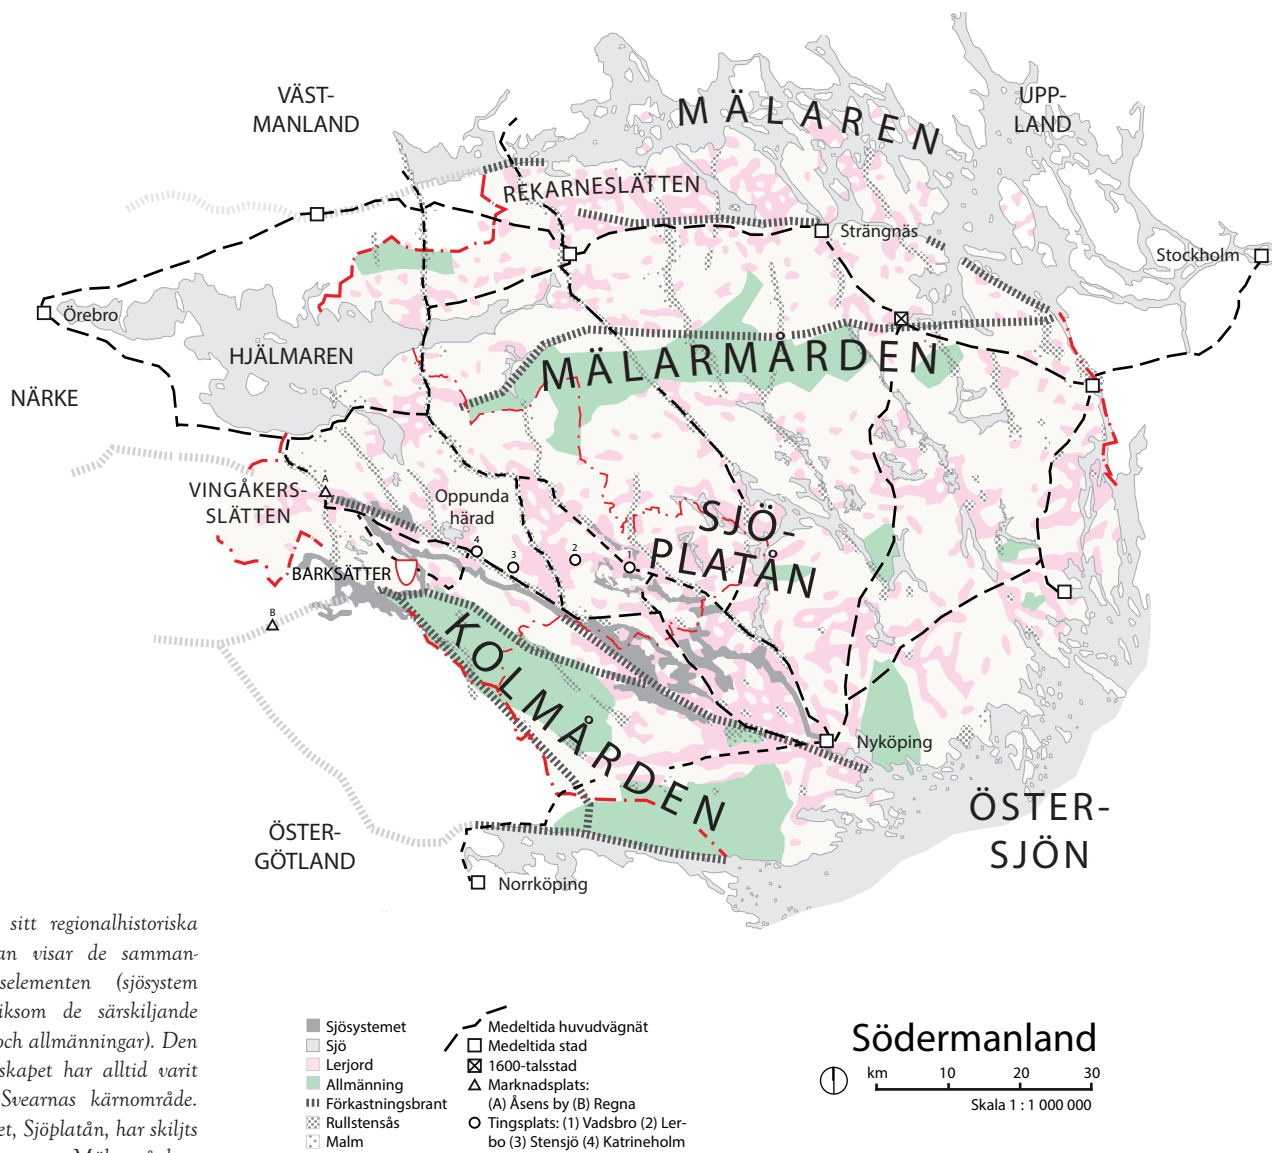 VÄST-
MANLAND
MÄLAREN
UPP-
LAND
REKARNESLÄTTEN
Strängnäs
Stockholm
Örebro
HJÄLMAREN
MÄLARMÅRDEN
NÄRKE
A
VINGÅKERS-
SLÄTTEN
Oppunda
härad
SJÖ-
PLATÅN
4
3
2
1
BARKSÄTTER
B
KOLMÅRDEN
Nyköping
ÖSTER-
SJÖN
ÖSTER-
GÖTLAND
Norrköping
sitt regionalhistoriska
an visar de samman-
selementen (sjösystem
iksom de särskiljande
och allmänningar). Den
skapet har alltid varit
Svearnas kärnområde.
et, Sjöplatån, har skiljts
Sjösystemet
Sjö
Lerjord
Allmänning
Förkastningsbrant
Rullstensås
Malm
Medeltida huvudvägnät
Medeltida stad
1600-talsstad
Marknadsplats:
(A) Åsens by (B) Regna
Tingsplats: (1) Vadsbro (2) Ler-
bo (3) Stensjö (4) Katrineholm
Södermanland
km 10 20 30
Skala 1 : 1 000 000